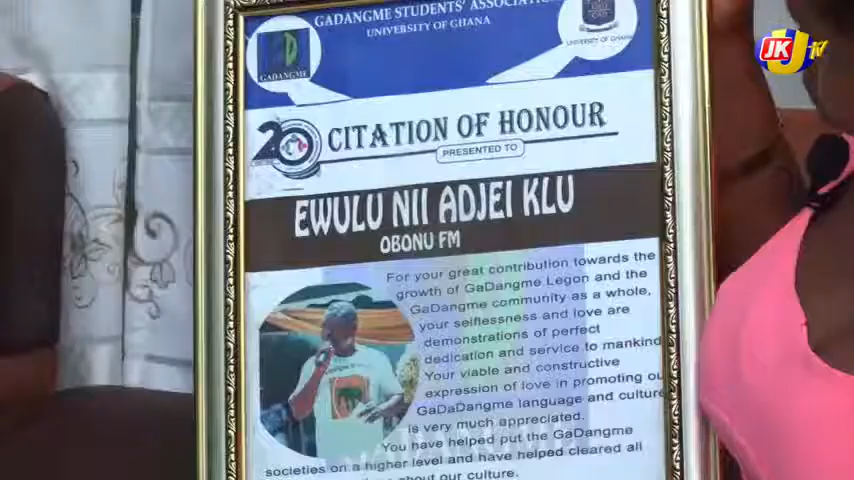 GADANGME STUDENTS' ASSOCIATION
UNIVERSITY OF GHANA
GADANGME
UNIVERSITY OF GHANA
JK TV
20
CITATION OF HONOUR
PRESENTED TO
EWULU NII ADJEI KLU
OBONU FM
For your great contribution towards the
growth of GaDangme Legon and the
GaDangme community as a whole,
your selflessness and love are
demonstrations of perfect
dedication and service to mankind
Your viable and constructive
expression of love in promoting ou
GaDaDangme language and culture
is very much appreciated.
You have helped put the GaDangme
societies on a higher level and have helped cleared all
about our culture.